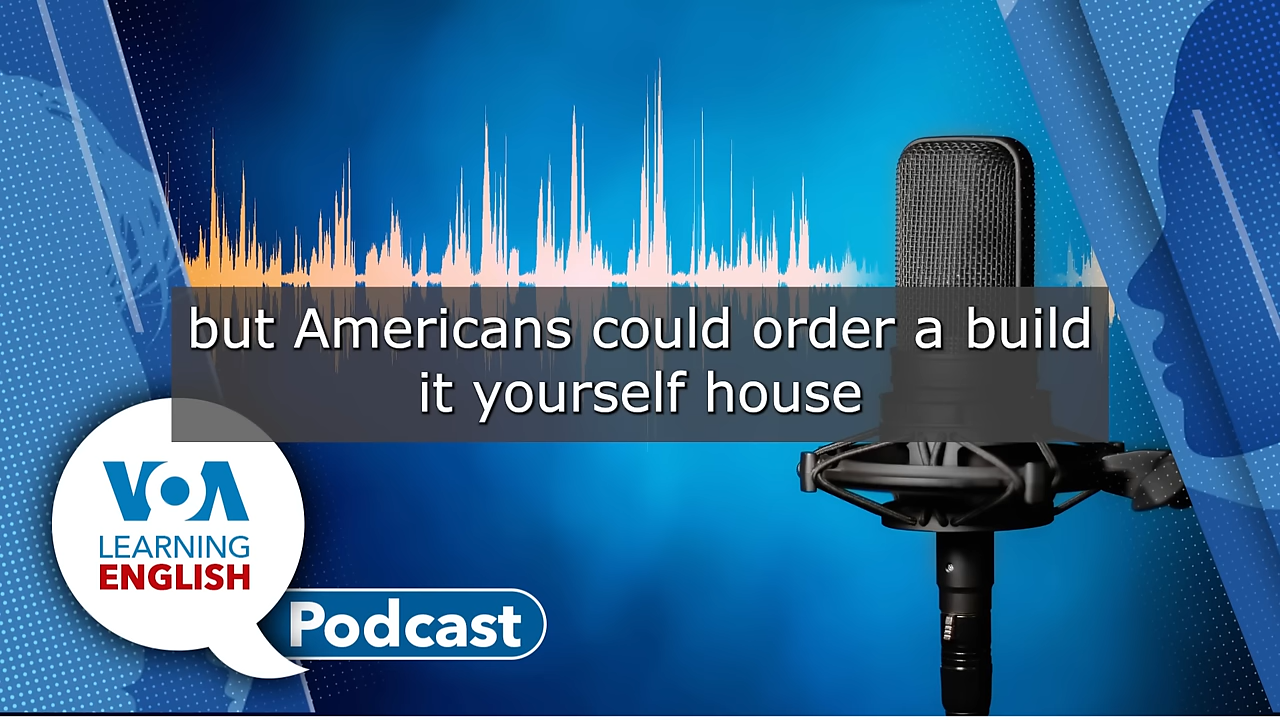 but Americans could order a build
it yourself house
VOA
LEARNING
ENGLISH
Podcast